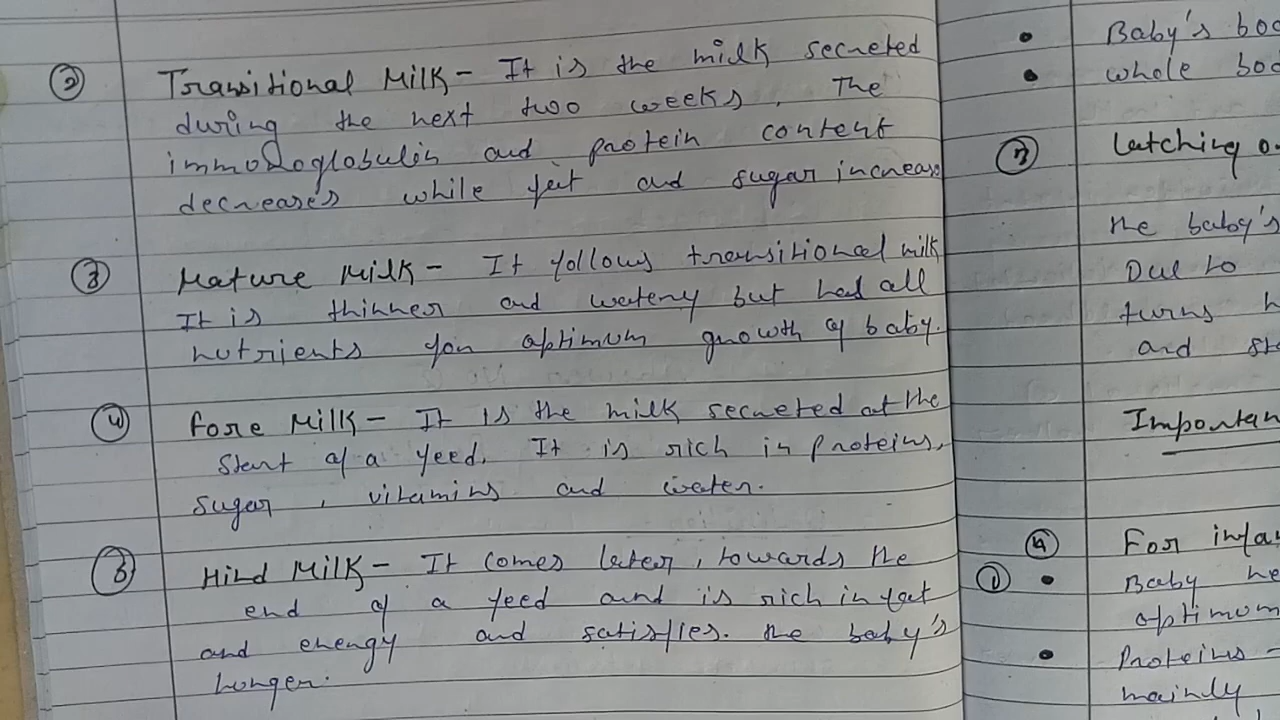 ② Transitional Milk - It is the milk secreted
during the next two weeks. The
immunoglobulin and protein content
decreases while fat and sugar increase
③ Mature Milk - It follows transitional milk
It is thinner and watery but had all
nutrients for optimum growth of baby.
④ Fore Milk - It is the milk secreted at the
start of a feed. It is rich in proteins,
sugar, vitamins and water.
⑤ Hind Milk - It comes later, towards the
end of a feed and is rich in fat
and energy and satisfies. the baby's
hunger.
• Baby's
• whole
Latching
the baby's
Due to
turns
and
④ For
① • Baby
optimum
• Proteins -
mainly